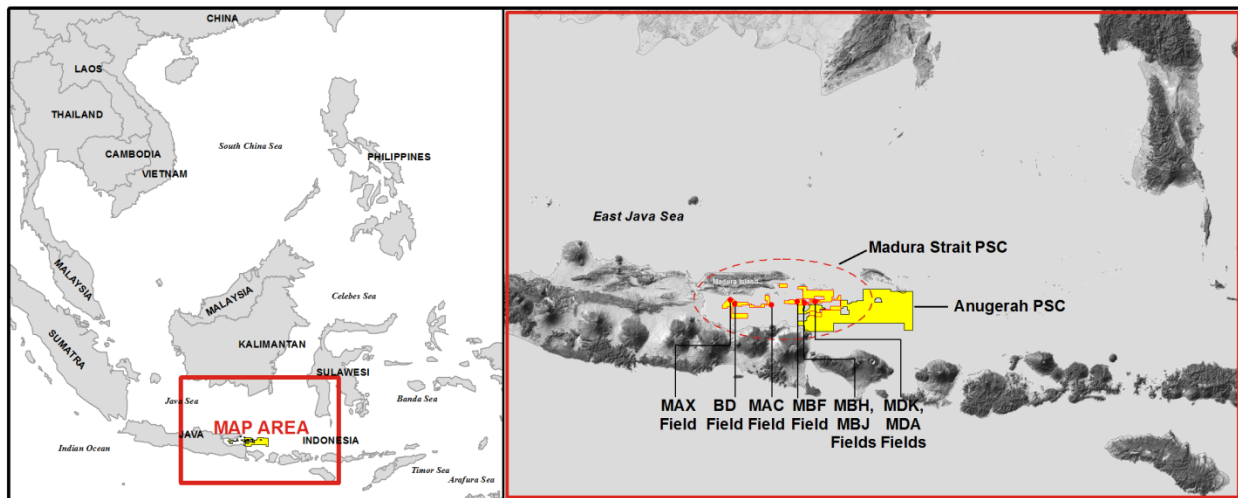 CHINA
LAOS
THAILAND
CAMBODIA
VIETNAM
South China Sea
PHILIPPINES
MALAYSIA
MALAYSIA
Celebes Sea
SUMATRA
KALIMANTAN
SULAWESI
Java Sea
Banda Sea
MAP AREA
JAVA
INDONESIA
Indian Ocean
Timor Sea
Arafura Sea
East Java Sea
Madura Strait PSC
Madura Island
Anugerah PSC
MAX
Field
BD
Field
MAC
Field
MBF
Field
MBH,
MBJ
Fields
MDK,
MDA
Fields